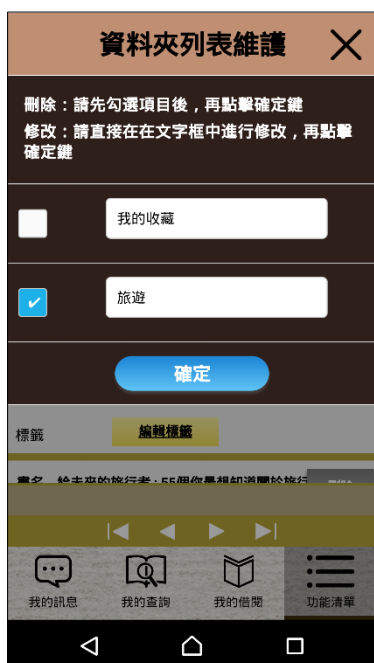 資料夾列表維護
刪除：請先勾選項目後，再點擊確定鍵
修改：請直接在在文字框中進行修改，再點擊
確定鍵
我的收藏
旅遊
確定
標籤
編輯標籤
書名 給未來的旅行者：55個你最想知道關於旅行
我的訊息
我的查詢
我的借閱
功能清單